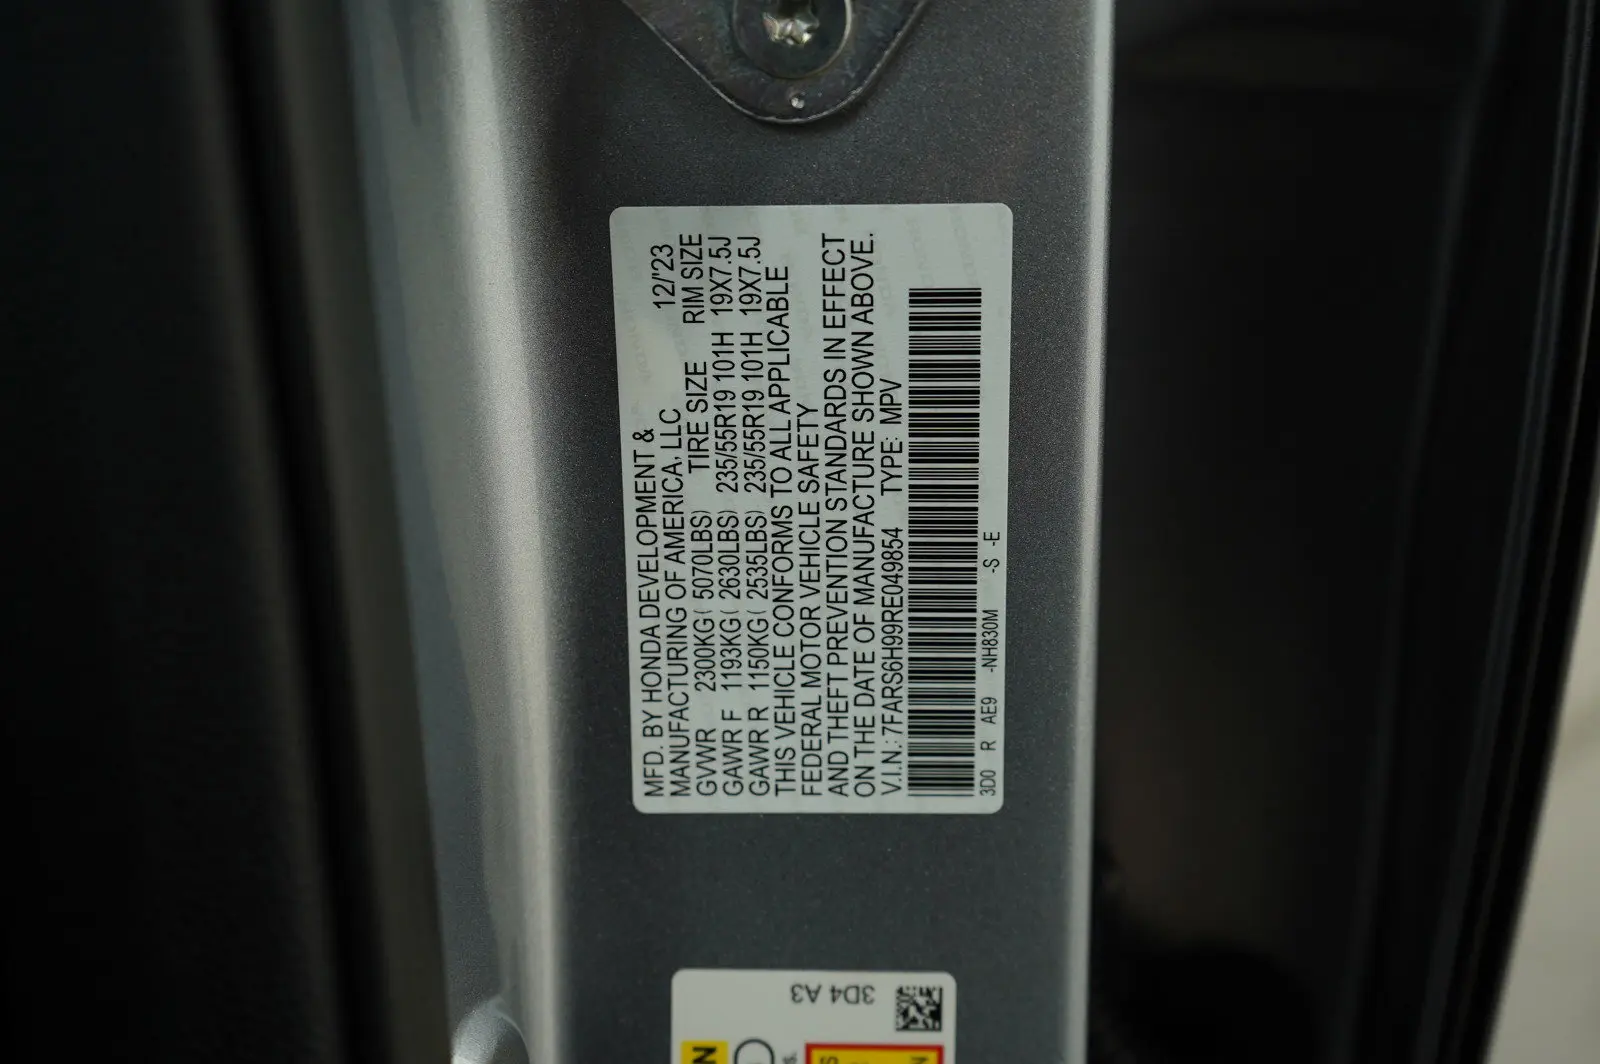 MFD. BY HONDA DEVELOPMENT & 12/'23
MANUFACTURING OF AMERICA, LLC
TIRE SIZE RIM SIZE
GVWR 2300KG( 5070LBS)
GAWR F 1193KG( 2630LBS) 235/55R19 101H 19X7.5J
GAWR R 1150KG( 2535LBS) 235/55R19 101H 19X7.5J
THIS VEHICLE CONFORMS TO ALL APPLICABLE
FEDERAL MOTOR VEHICLE SAFETY
AND THEFT PREVENTION STANDARDS IN EFFECT
ON THE DATE OF MANUFACTURE SHOWN ABOVE.
V.I.N.: 7FARS6H99RE049854 TYPE: MPV
3D0 R AE9 -NH830M -S -E
3D4 A3